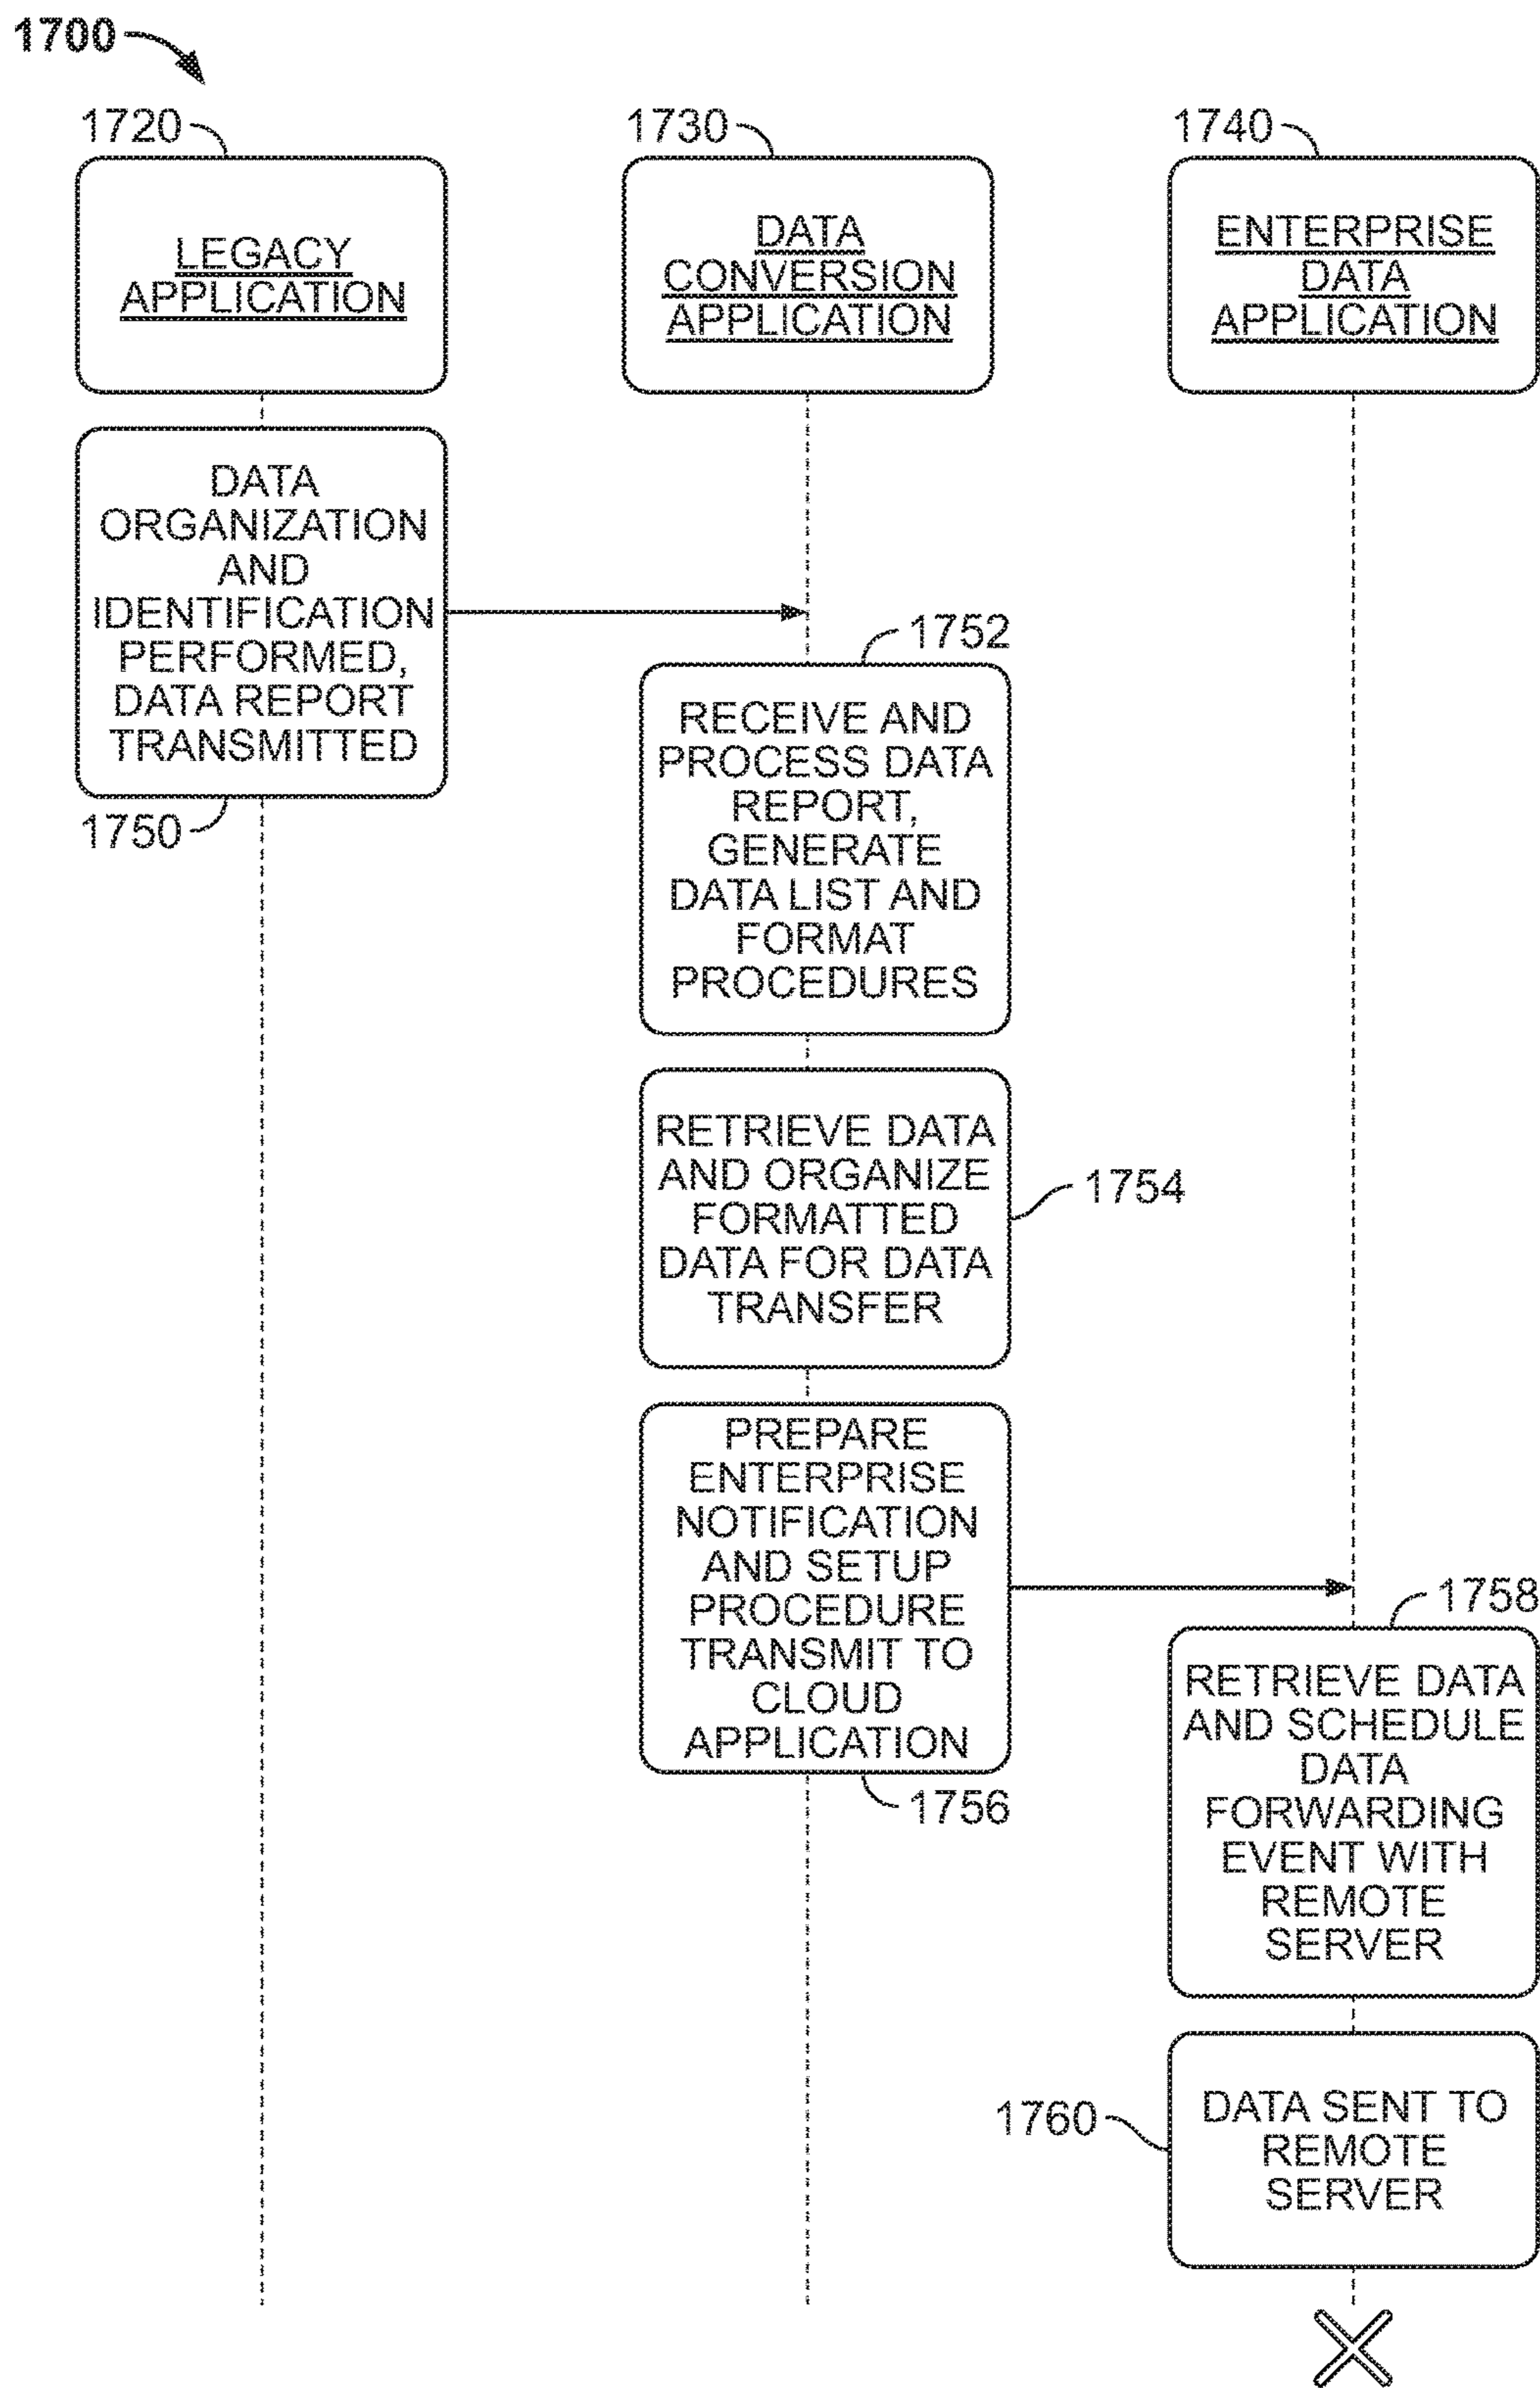 1700
1720
LEGACY
APPLICATION
1730
DATA
CONVERSION
APPLICATION
1740
ENTERPRISE
DATA
APPLICATION
DATA
ORGANIZATION
AND
IDENTIFICATION
PERFORMED,
DATA REPORT
TRANSMITTED
1750
1752
RECEIVE AND
PROCESS DATA
REPORT,
GENERATE
DATA LIST AND
FORMAT
PROCEDURES
RETRIEVE DATA
AND ORGANIZE
FORMATTED
DATA FOR DATA
TRANSFER
1754
PREPARE
ENTERPRISE
NOTIFICATION
AND SETUP
PROCEDURE
TRANSMIT TO
CLOUD
APPLICATION
1756
1758
RETRIEVE DATA
AND SCHEDULE
DATA
FORWARDING
EVENT WITH
REMOTE
SERVER
1760
DATA SENT TO
REMOTE
SERVER